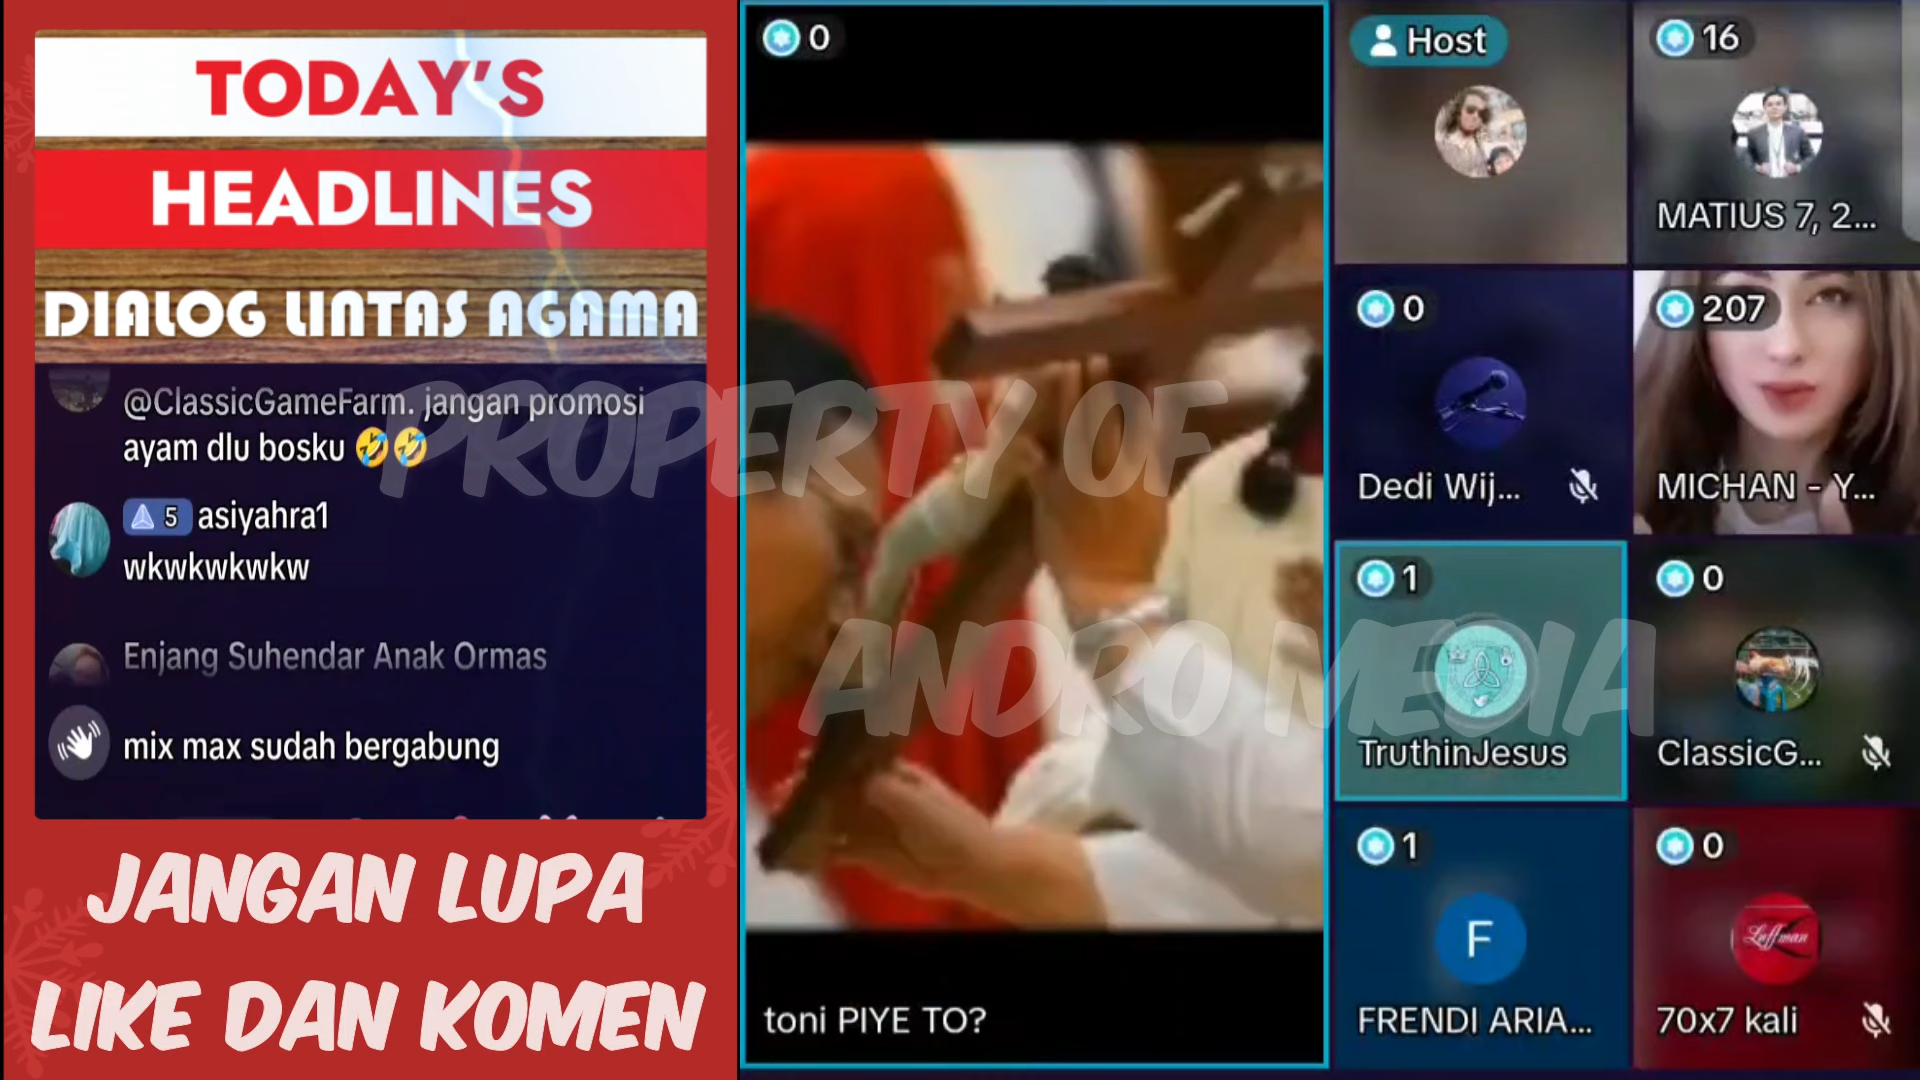 TODAY'S
HEADLINES
DIALOG LINTAS AGAMA
@ClassicGameFarm. jangan promosi
ayam dlu bosku 🤣🤣
5 asiyahra1
wkwkwkwkw
Enjang Suhendar Anak Ormas
mix max sudah bergabung
JANGAN LUPA
LIKE DAN KOMEN
0
toni PIYE TO?
PROPERTY OF
ANDRO MEDIA
Host
16
MATIUS 7, 2...
0
Dedi Wij...
207
MICHAN - Y...
1
TruthinJesus
0
ClassicG...
1
F
FRENDI ARIA...
0
Luffman
70x7 kali